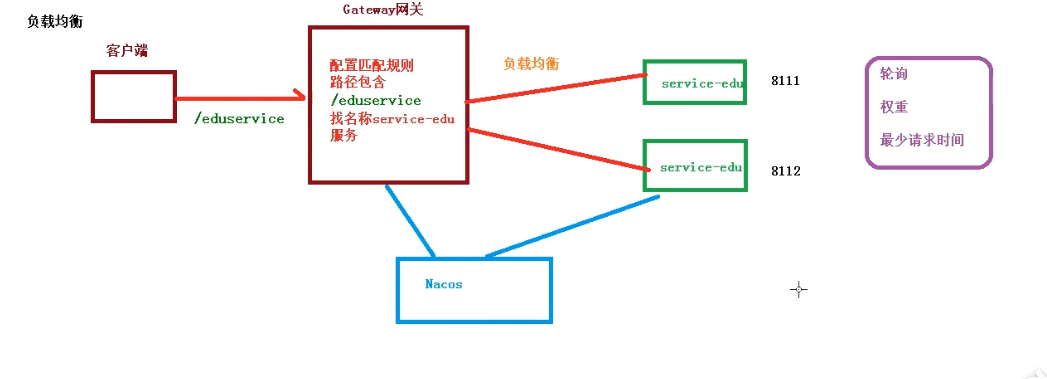 负载均衡
客户端
/eduservice
Gateway网关
配置匹配规则
路径包含
/eduservice
找名称service-edu
服务
负载均衡
service-edu
8111
service-edu
8112
Nacos
轮询
权重
最少请求时间